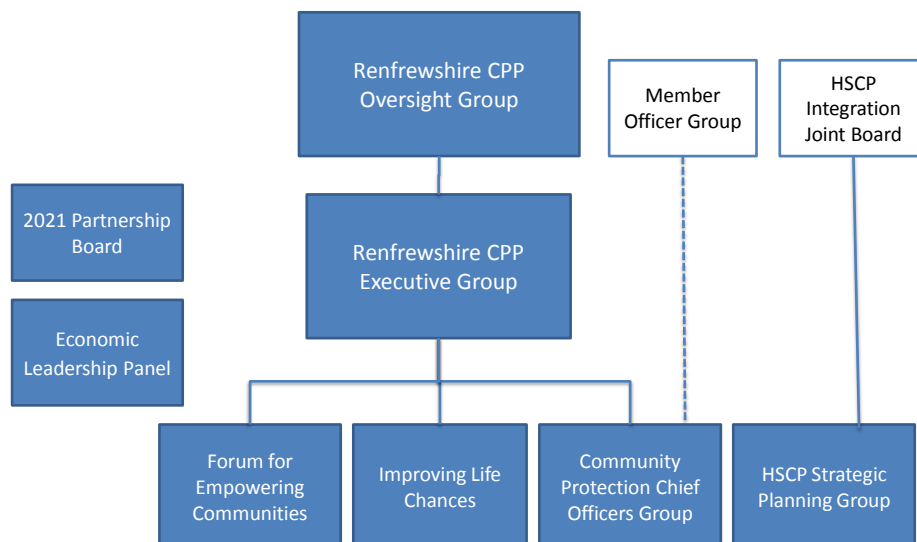 Renfrewshire CPP
Oversight Group
Member
Officer Group
HSCP
Integration
Joint Board
2021 Partnership
Board
Renfrewshire CPP
Executive Group
Economic
Leadership Panel
Forum for
Empowering
Communities
Improving Life
Chances
Community
Protection Chief
Officers Group
HSCP Strategic
Planning Group